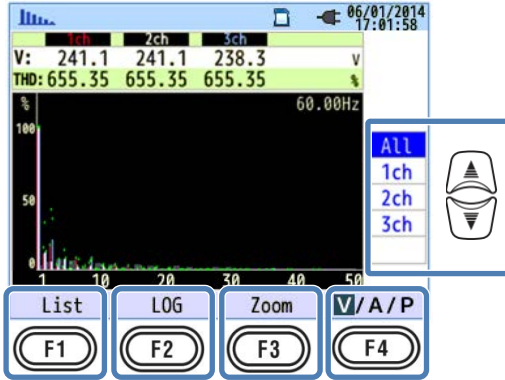 06/01/2014
17:01:58
1ch 2ch 3ch
V: 241.1 241.1 238.3 V
THD: 655.35 655.35 655.35 %
% 60.00Hz
100
50
0
1 10 20 30 40 50
All
1ch
2ch
3ch
List LOG Zoom V/A/P
F1 F2 F3 F4